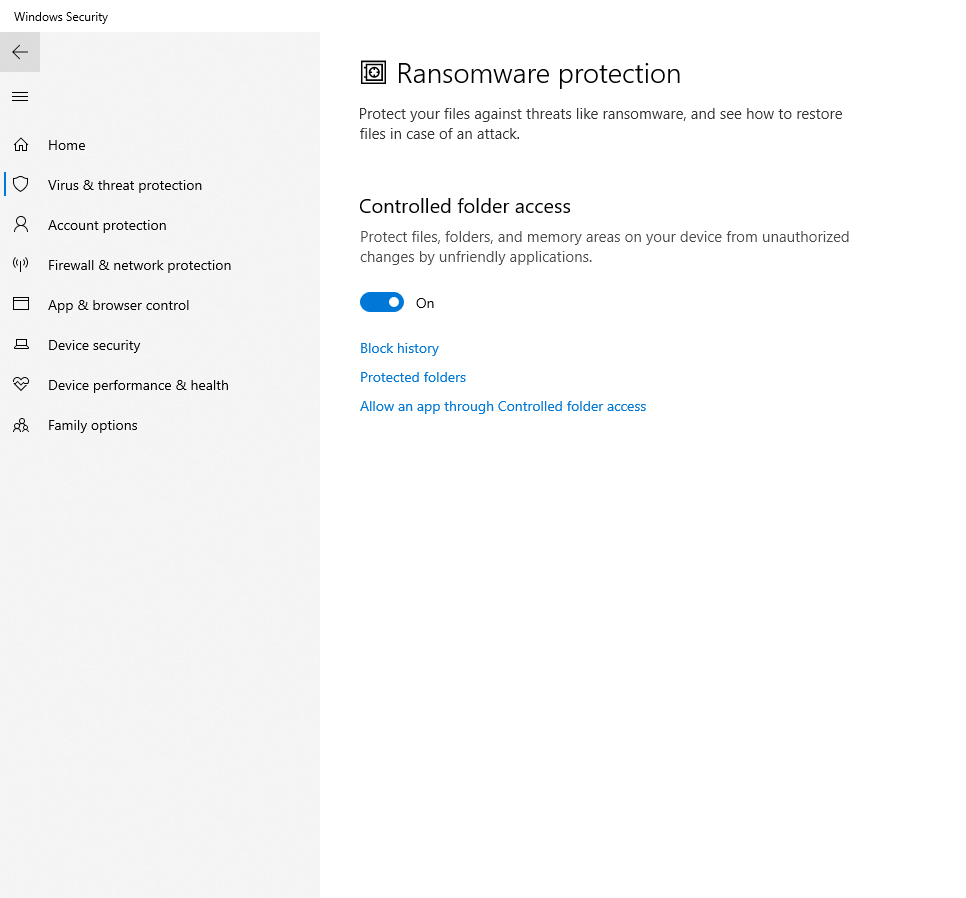 Windows Security
Home
Virus & threat protection
Account protection
Firewall & network protection
App & browser control
Device security
Device performance & health
Family options
Ransomware protection
Protect your files against threats like ransomware, and see how to restore
files in case of an attack.
Controlled folder access
Protect files, folders, and memory areas on your device from unauthorized
changes by unfriendly applications.
On
Block history
Protected folders
Allow an app through Controlled folder access